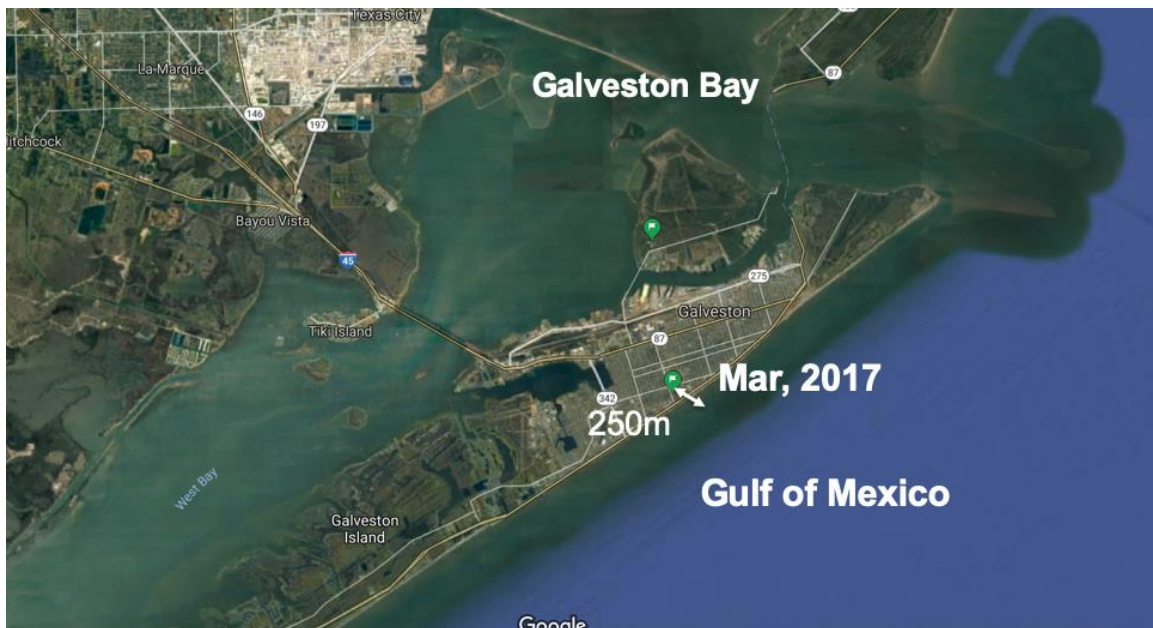 Texas City
La Marque
Galveston Bay
87
146
197
Hitchcock
Bayou Vista
45
275
Tiki Island
Galveston
87
Mar, 2017
342
250m
West Bay
Gulf of Mexico
Galveston
Island
Google